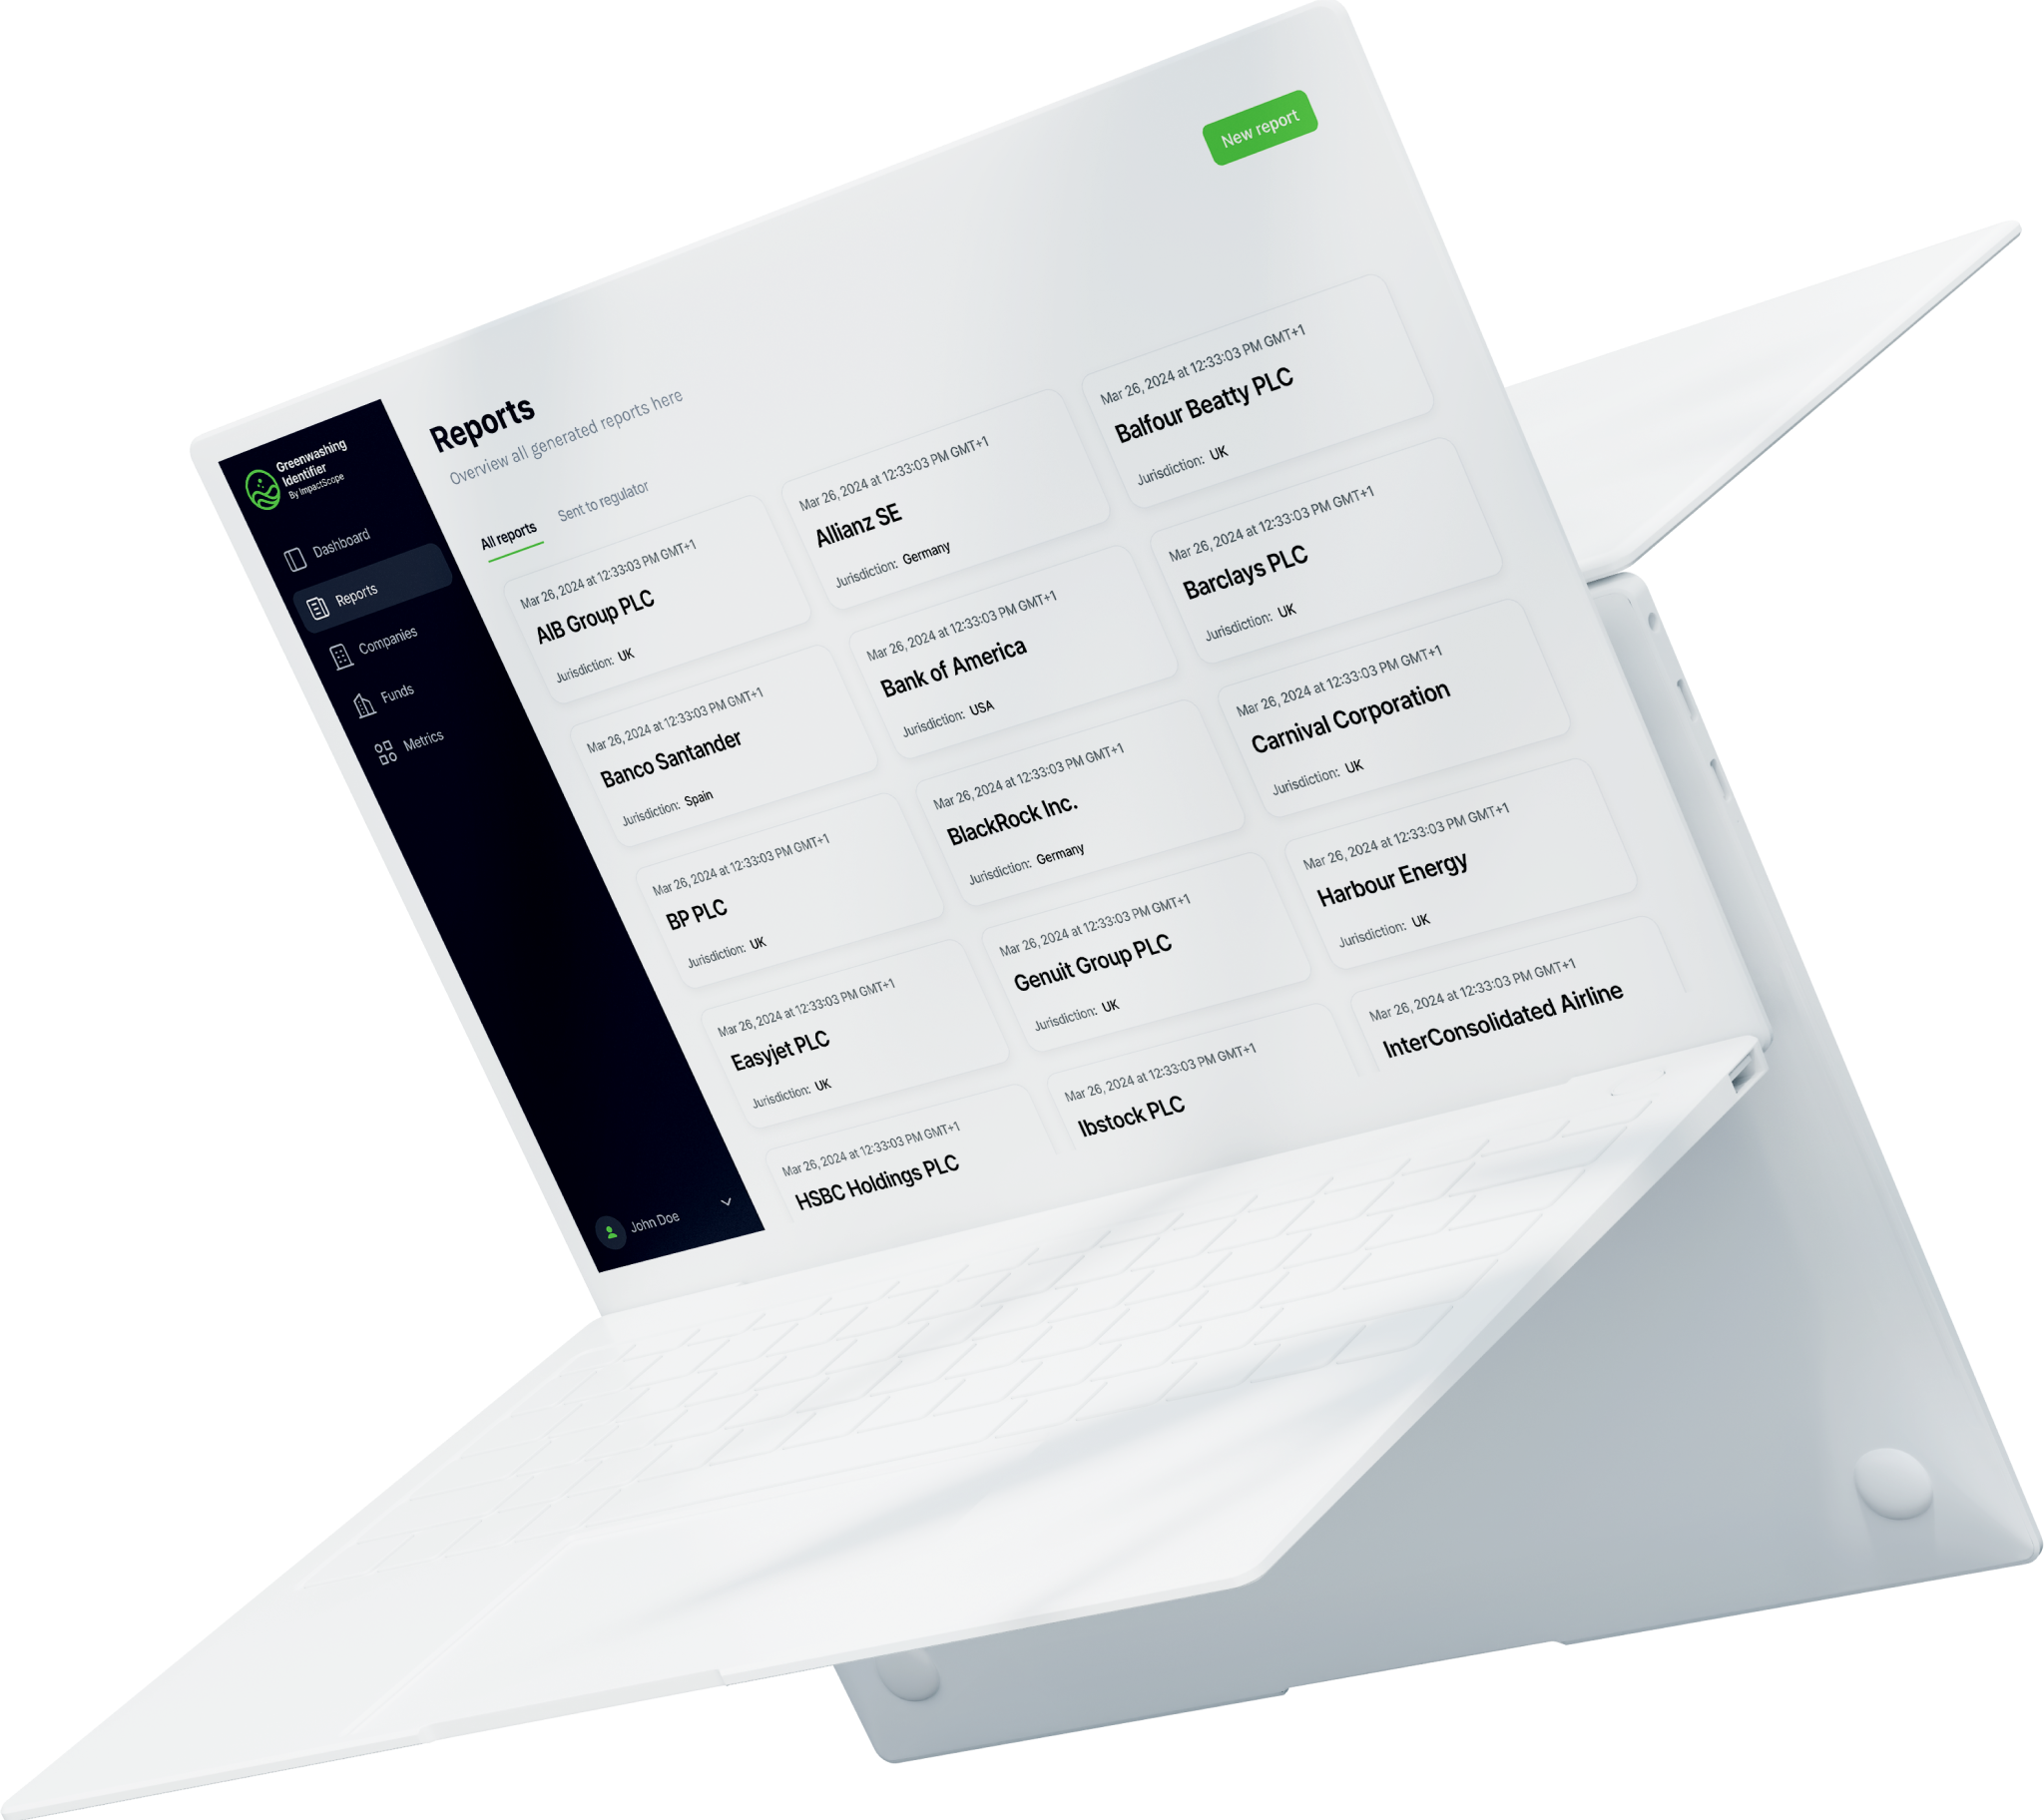 Greenwashing
Identifier
By ImpactScope
Dashboard
Reports
Companies
Funds
Metrics
John Doe
New report
Reports
Overview all generated reports here
All reports
Sent to regulator
Mar 26, 2024 at 12:33:03 PM GMT+1
AIB Group PLC
Jurisdiction: UK
Mar 26, 2024 at 12:33:03 PM GMT+1
Allianz SE
Jurisdiction: Germany
Mar 26, 2024 at 12:33:03 PM GMT+1
Balfour Beatty PLC
Jurisdiction: UK
Mar 26, 2024 at 12:33:03 PM GMT+1
Banco Santander
Jurisdiction: Spain
Mar 26, 2024 at 12:33:03 PM GMT+1
Bank of America
Jurisdiction: USA
Mar 26, 2024 at 12:33:03 PM GMT+1
Barclays PLC
Jurisdiction: UK
Mar 26, 2024 at 12:33:03 PM GMT+1
BP PLC
Jurisdiction: UK
Mar 26, 2024 at 12:33:03 PM GMT+1
BlackRock Inc.
Jurisdiction: Germany
Mar 26, 2024 at 12:33:03 PM GMT+1
Carnival Corporation
Jurisdiction: UK
Mar 26, 2024 at 12:33:03 PM GMT+1
Easyjet PLC
Jurisdiction: UK
Mar 26, 2024 at 12:33:03 PM GMT+1
Genuit Group PLC
Jurisdiction: UK
Mar 26, 2024 at 12:33:03 PM GMT+1
Harbour Energy
Jurisdiction: UK
Mar 26, 2024 at 12:33:03 PM GMT+1
HSBC Holdings PLC
Mar 26, 2024 at 12:33:03 PM GMT+1
Ibstock PLC
Mar 26, 2024 at 12:33:03 PM GMT+1
InterConsolidated Airline